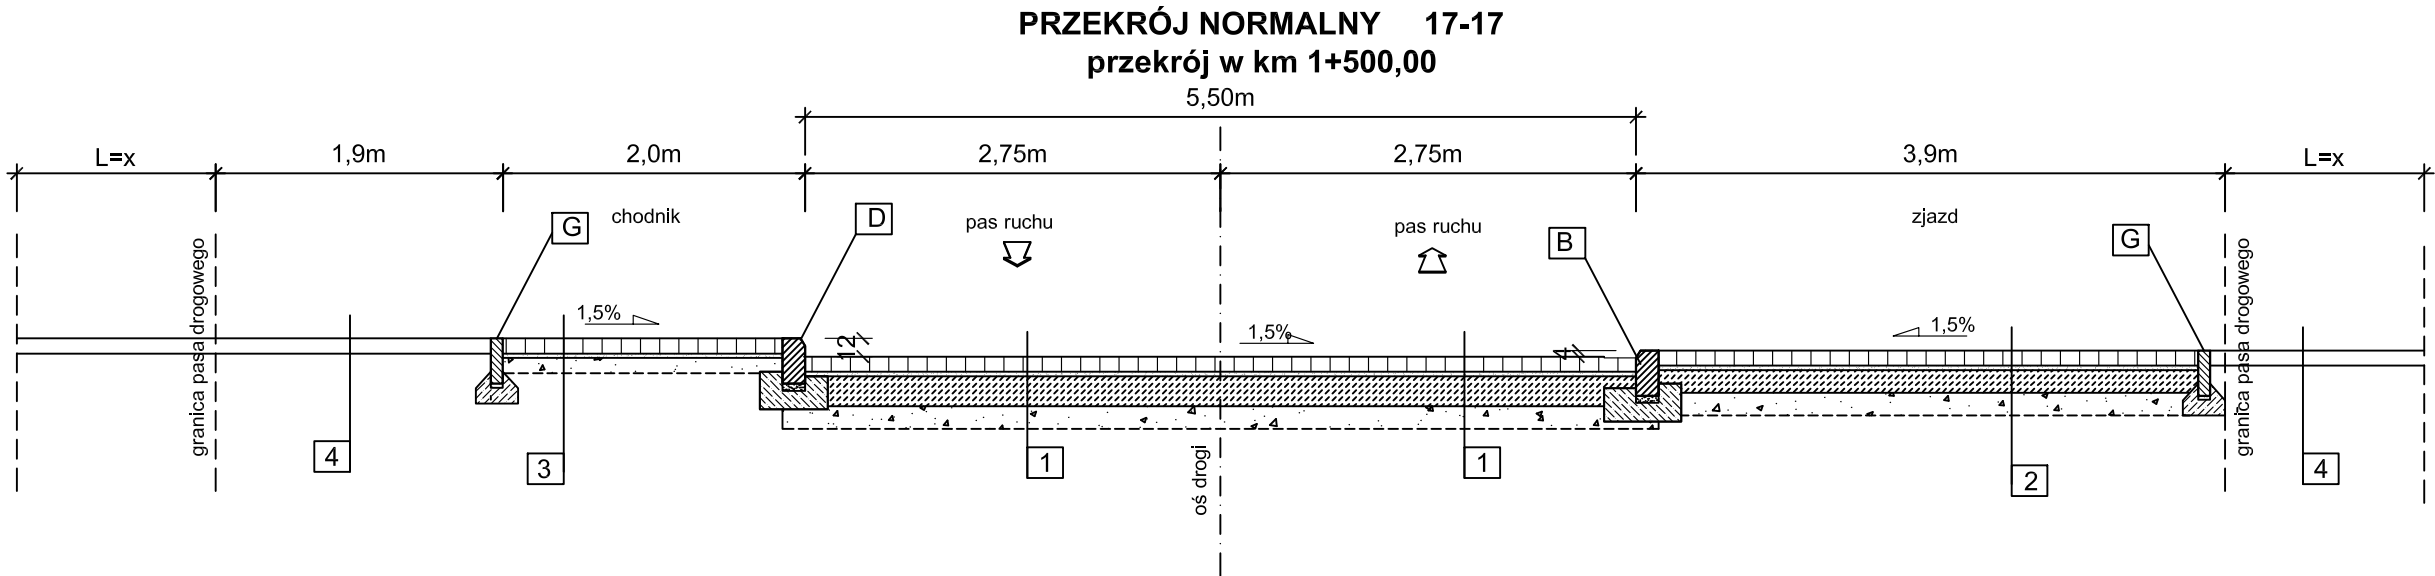 PRZEKRÓJ NORMALNY 17-17
przekrój w km 1+500,00
5,50m
L=x 1,9m 2,0m 2,75m 2,75m 3,9m L=x
chodnik pas ruchu pas ruchu zjazd
G D B G
granica pasa drogowego
granica pasa drogowego
1,5% 12 1,5% 4 1,5%
4 3 1 1 2 4
oś drogi